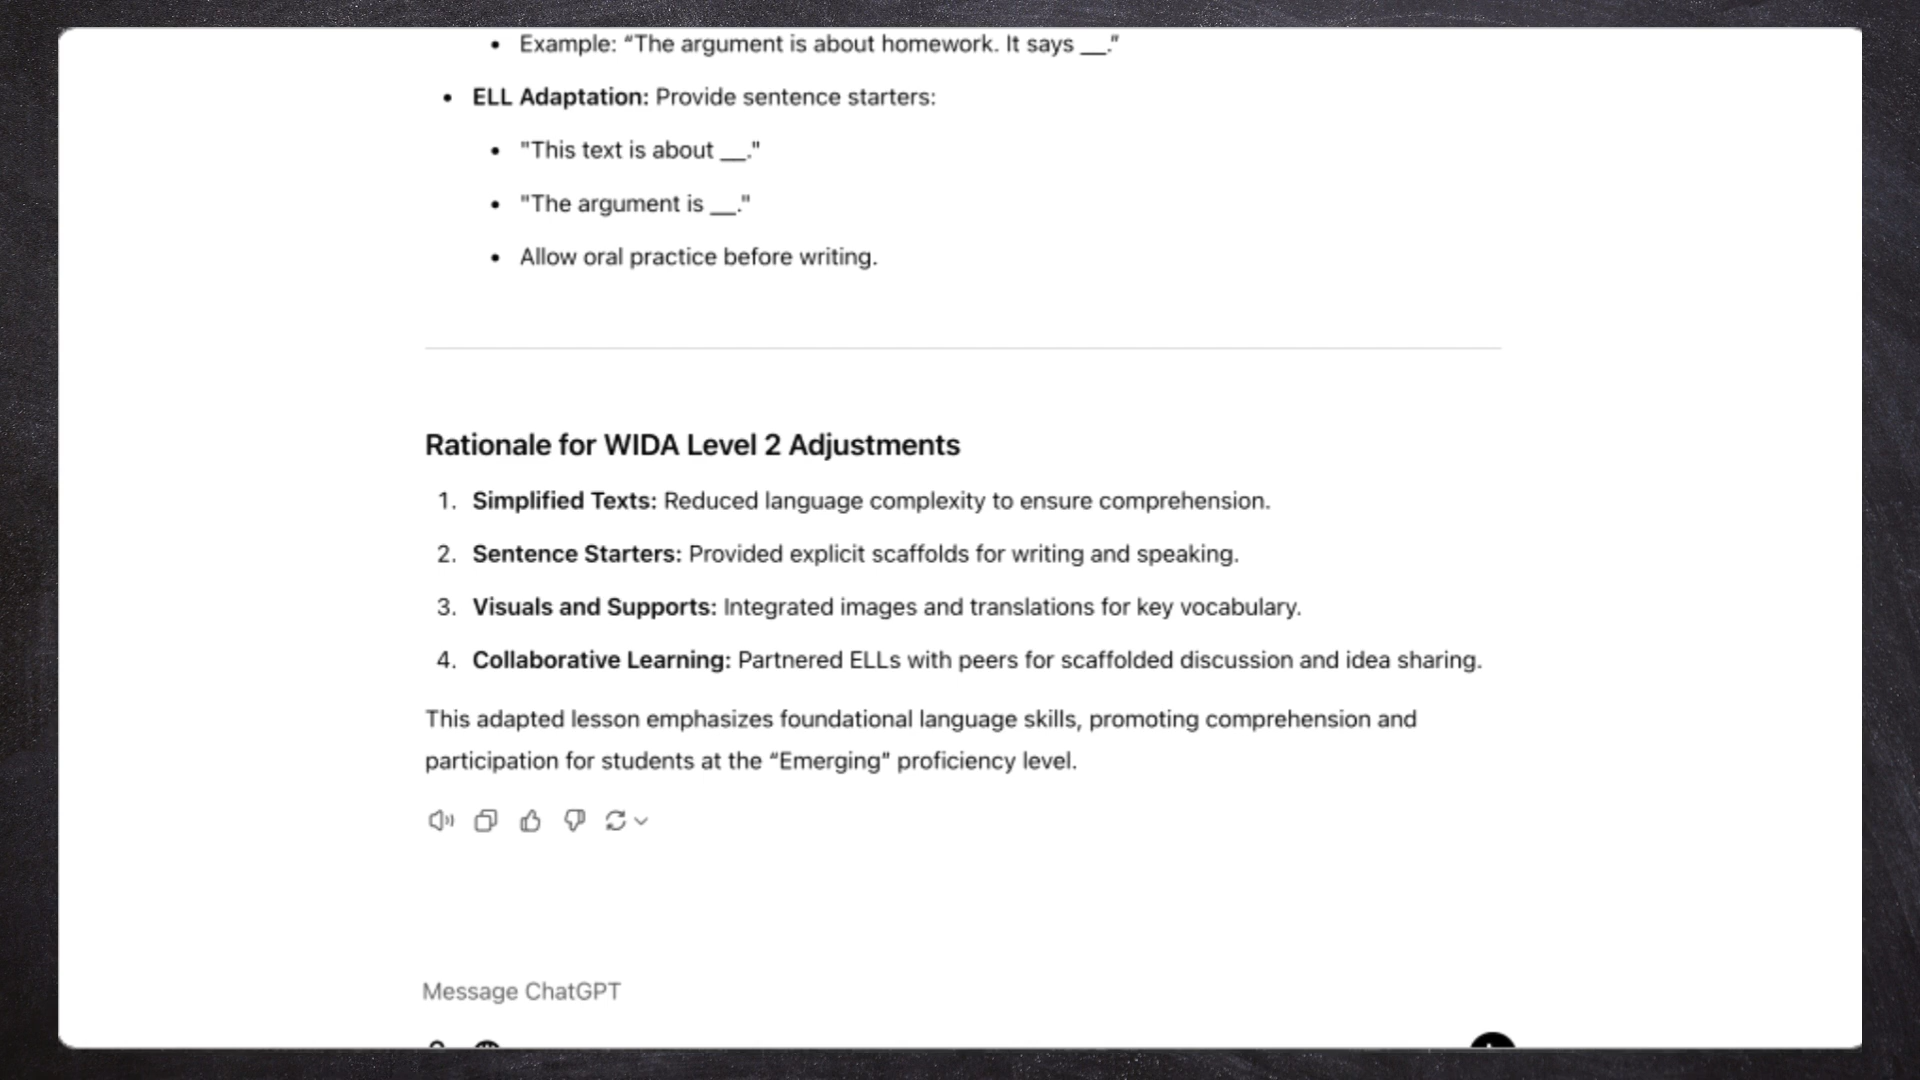 • Example: “The argument is about homework. It says __.”
• ELL Adaptation: Provide sentence starters:
• "This text is about __."
• "The argument is __."
• Allow oral practice before writing.
Rationale for WIDA Level 2 Adjustments
1. Simplified Texts: Reduced language complexity to ensure comprehension.
2. Sentence Starters: Provided explicit scaffolds for writing and speaking.
3. Visuals and Supports: Integrated images and translations for key vocabulary.
4. Collaborative Learning: Partnered ELLs with peers for scaffolded discussion and idea sharing.
This adapted lesson emphasizes foundational language skills, promoting comprehension and
participation for students at the “Emerging” proficiency level.
Message ChatGPT